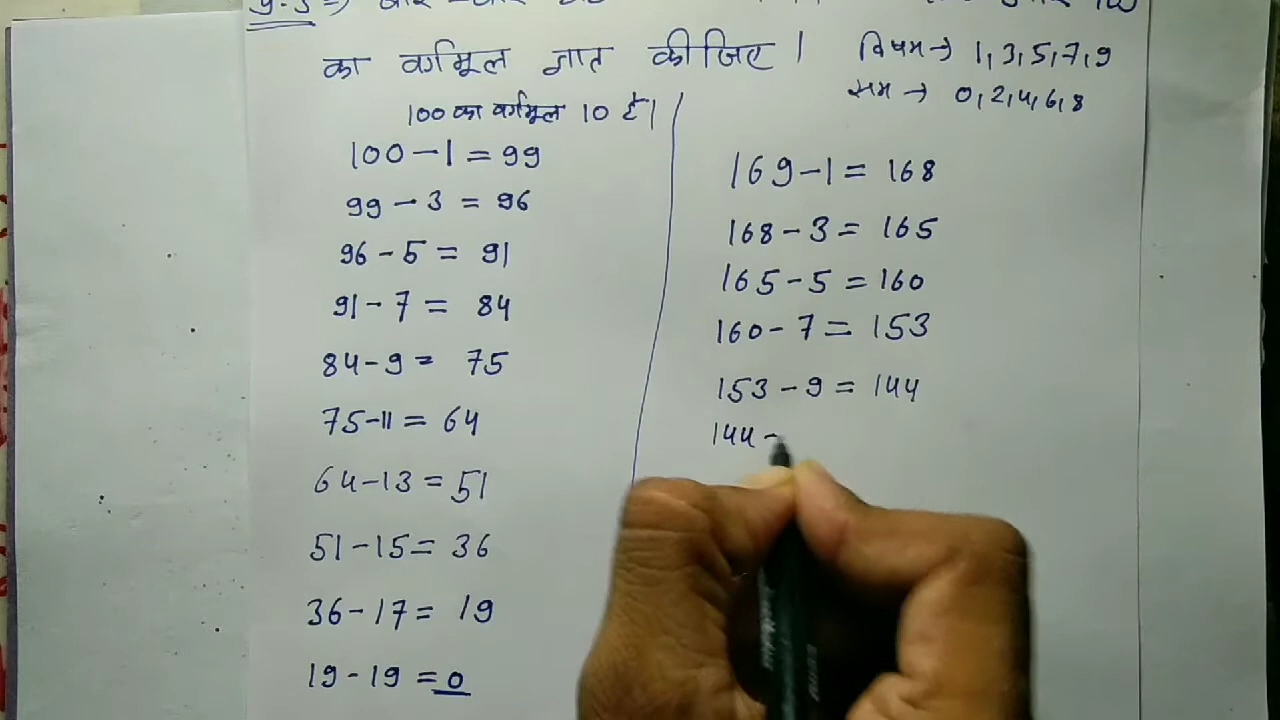 का वर्गमूल ज्ञात कीजिए।
विषम → 1, 3, 5, 7, 9
सम → 0, 2, 4, 6, 8
100 का वर्गमूल 10 है।
100 - 1 = 99
99 - 3 = 96
96 - 5 = 91
91 - 7 = 84
84 - 9 = 75
75 - 11 = 64
64 - 13 = 51
51 - 15 = 36
36 - 17 = 19
19 - 19 = 0
169 - 1 = 168
168 - 3 = 165
165 - 5 = 160
160 - 7 = 153
153 - 9 = 144
144 -